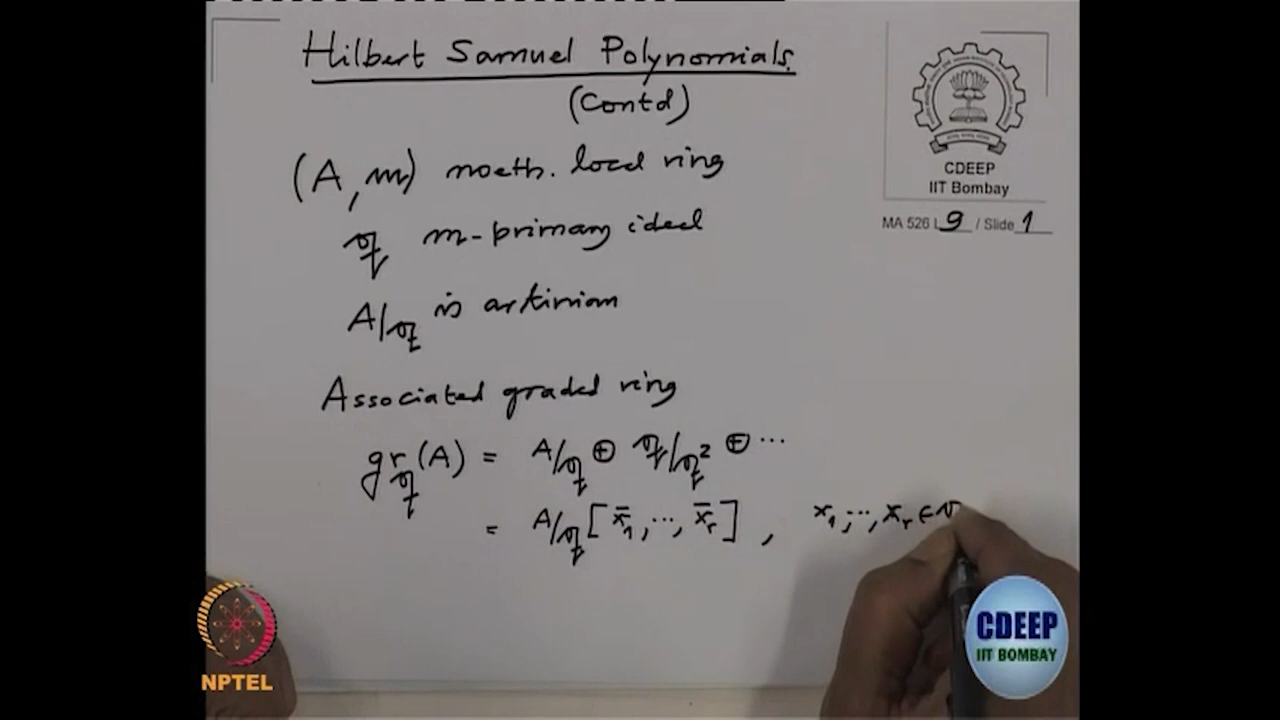 Hilbert Samuel Polynomials.
(Contd)
(A, m) noeth. local ring
q m-primary ideal
A/q is artinian
Associated graded ring
gr_q(A) = A/q ⊕ q/q² ⊕ ...
= A/q [x̄₁, ..., x̄ᵣ] , x₁, ..., xᵣ ∈
CDEEP
IIT Bombay
MA 526 L9 / Slide 1
NPTEL
CDEEP
IIT BOMBAY